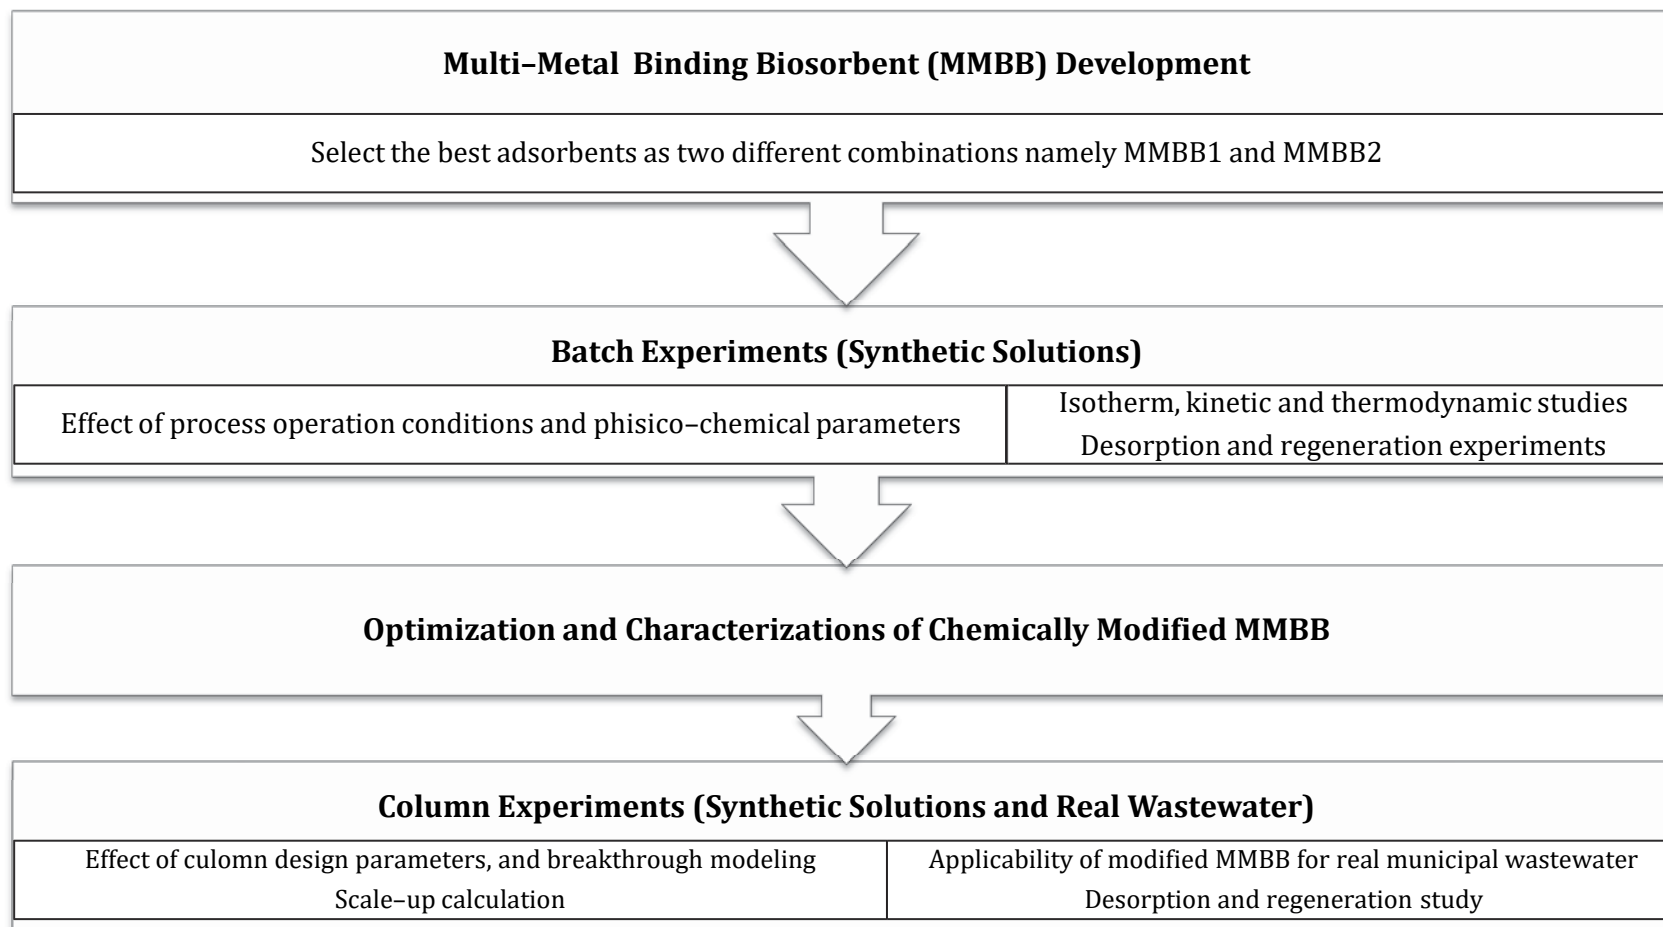 Multi–Metal Binding Biosorbent (MMBB) Development
Select the best adsorbents as two different combinations namely MMBB1 and MMBB2
Batch Experiments (Synthetic Solutions)
Effect of process operation conditions and phisico–chemical parameters
Isotherm, kinetic and thermodynamic studies
Desorption and regeneration experiments
Optimization and Characterizations of Chemically Modified MMBB
Column Experiments (Synthetic Solutions and Real Wastewater)
Effect of culomn design parameters, and breakthrough modeling
Scale–up calculation
Applicability of modified MMBB for real municipal wastewater
Desorption and regeneration study